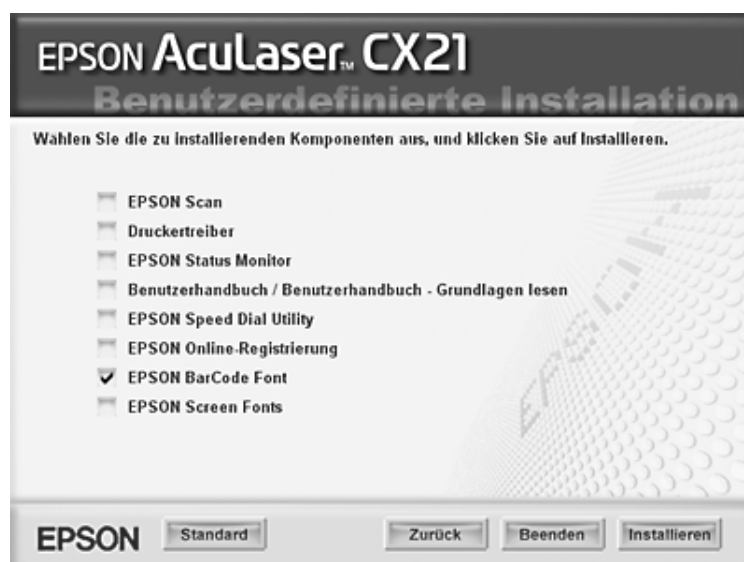 EPSON AcuLaser™ CX21
Benutzerdefinierte Installation
Wählen Sie die zu installierenden Komponenten aus, und klicken Sie auf Installieren.
EPSON Scan
Druckertreiber
EPSON Status Monitor
Benutzerhandbuch / Benutzerhandbuch - Grundlagen lesen
EPSON Speed Dial Utility
EPSON Online-Registrierung
EPSON BarCode Font
EPSON Screen Fonts
EPSON
EPSON
Standard
Zurück
Beenden
Installieren